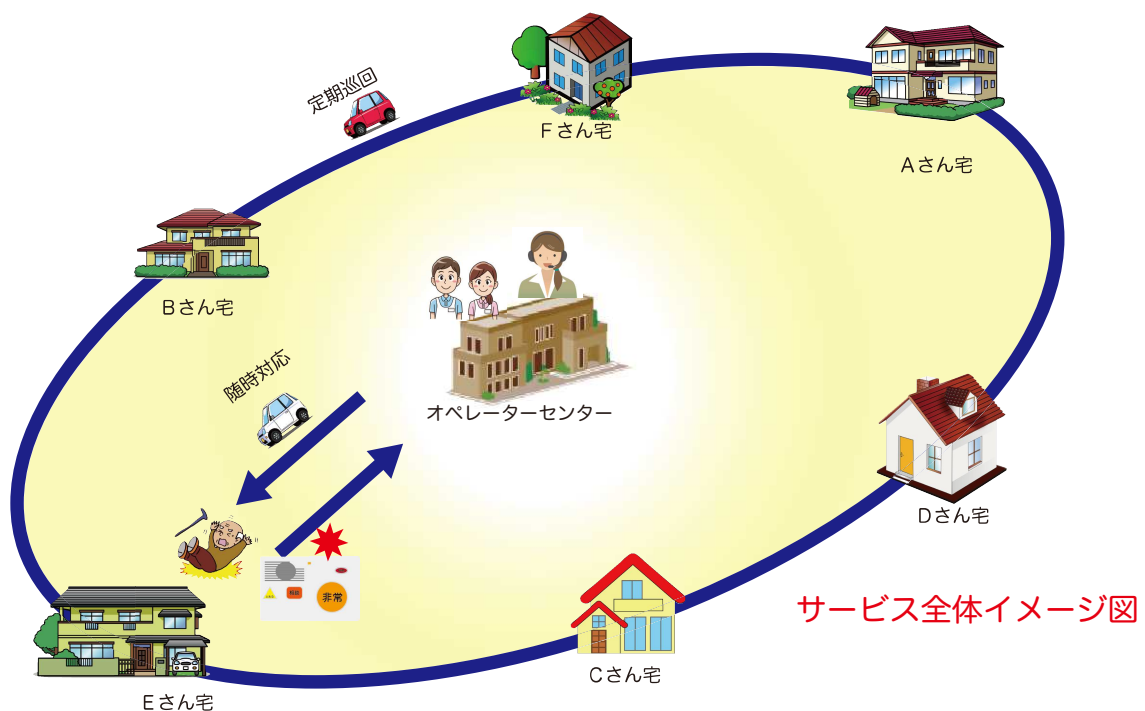 定期巡回
Fさん宅
Aさん宅
Bさん宅
随時対応
オペレーターセンター
Dさん宅
非常
サービス全体イメージ図
Cさん宅
Eさん宅